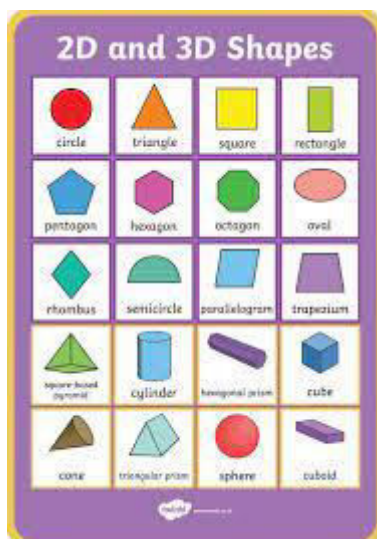 2D and 3D Shapes
circle triangle square rectangle
pentagon hexagon octagon oval
rhombus semicircle parallelogram trapezium
square-based
pyramid
cylinder hexagonal prism cube
cone triangular prism sphere cuboid